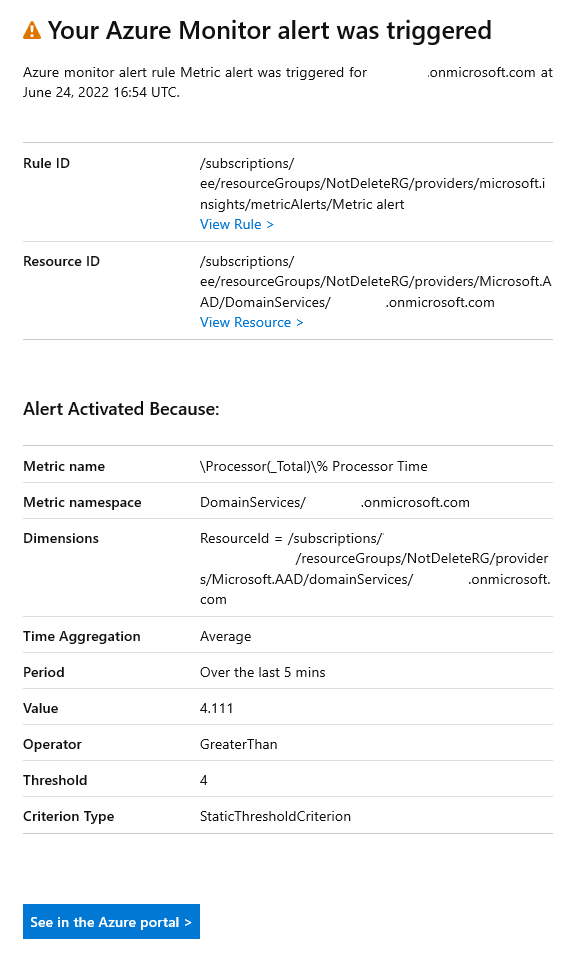 Your Azure Monitor alert was triggered
Azure monitor alert rule Metric alert was triggered for .onmicrosoft.com at
June 24, 2022 16:54 UTC.
Rule ID
/subscriptions/
ee/resourceGroups/NotDeleteRG/providers/microsoft.i
nsights/metricAlerts/Metric alert
View Rule >
Resource ID
/subscriptions/
ee/resourceGroups/NotDeleteRG/providers/Microsoft.A
AD/DomainServices/ .onmicrosoft.com
View Resource >
Alert Activated Because:
Metric name \Processor(_Total)\% Processor Time
Metric namespace DomainServices/ .onmicrosoft.com
Dimensions ResourceId = /subscriptions/
/resourceGroups/NotDeleteRG/provider
s/Microsoft.AAD/domainServices/ .onmicrosoft.
com
Time Aggregation Average
Period Over the last 5 mins
Value 4.111
Operator GreaterThan
Threshold 4
Criterion Type StaticThresholdCriterion
See in the Azure portal >